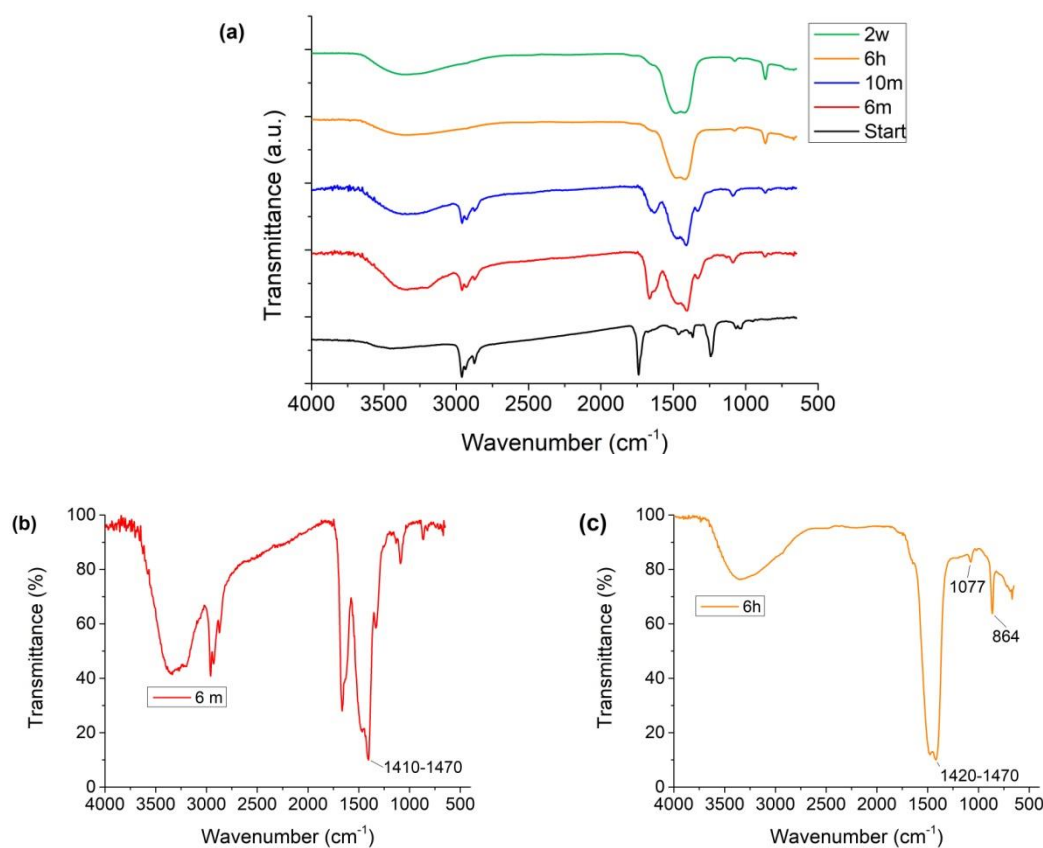 (a)
2w
6h
10m
6m
Start
Transmittance (a.u.)
4000 3500 3000 2500 2000 1500 1000 500
Wavenumber (cm⁻¹)
(b)
100
80
60
40
20
0
Transmittance (%)
6 m
1410-1470
4000 3500 3000 2500 2000 1500 1000 500
Wavenumber (cm⁻¹)
(c)
100
80
60
40
20
0
Transmittance (%)
6h
1077
864
1420-1470
4000 3500 3000 2500 2000 1500 1000 500
Wavenumber (cm⁻¹)